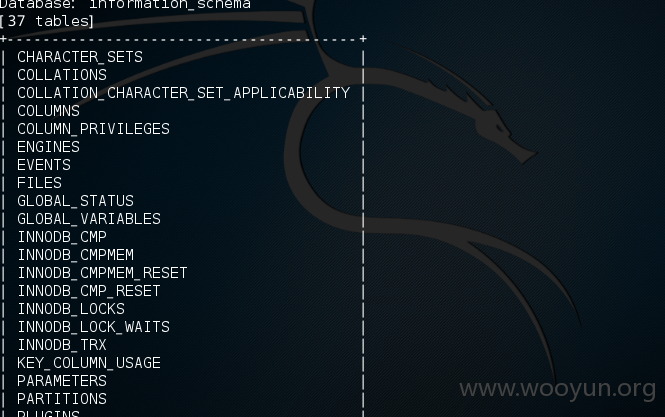 Database: information_schema
[37 tables]
+---------------------------------------+
| CHARACTER_SETS |
| COLLATIONS |
| COLLATION_CHARACTER_SET_APPLICABILITY |
| COLUMNS |
| COLUMN_PRIVILEGES |
| ENGINES |
| EVENTS |
| FILES |
| GLOBAL_STATUS |
| GLOBAL_VARIABLES |
| INNODB_CMP |
| INNODB_CMPMEM |
| INNODB_CMPMEM_RESET |
| INNODB_CMP_RESET |
| INNODB_LOCKS |
| INNODB_LOCK_WAITS |
| INNODB_TRX |
| KEY_COLUMN_USAGE |
| PARAMETERS |
| PARTITIONS |
| PLUGINS |
www.wooyun.org